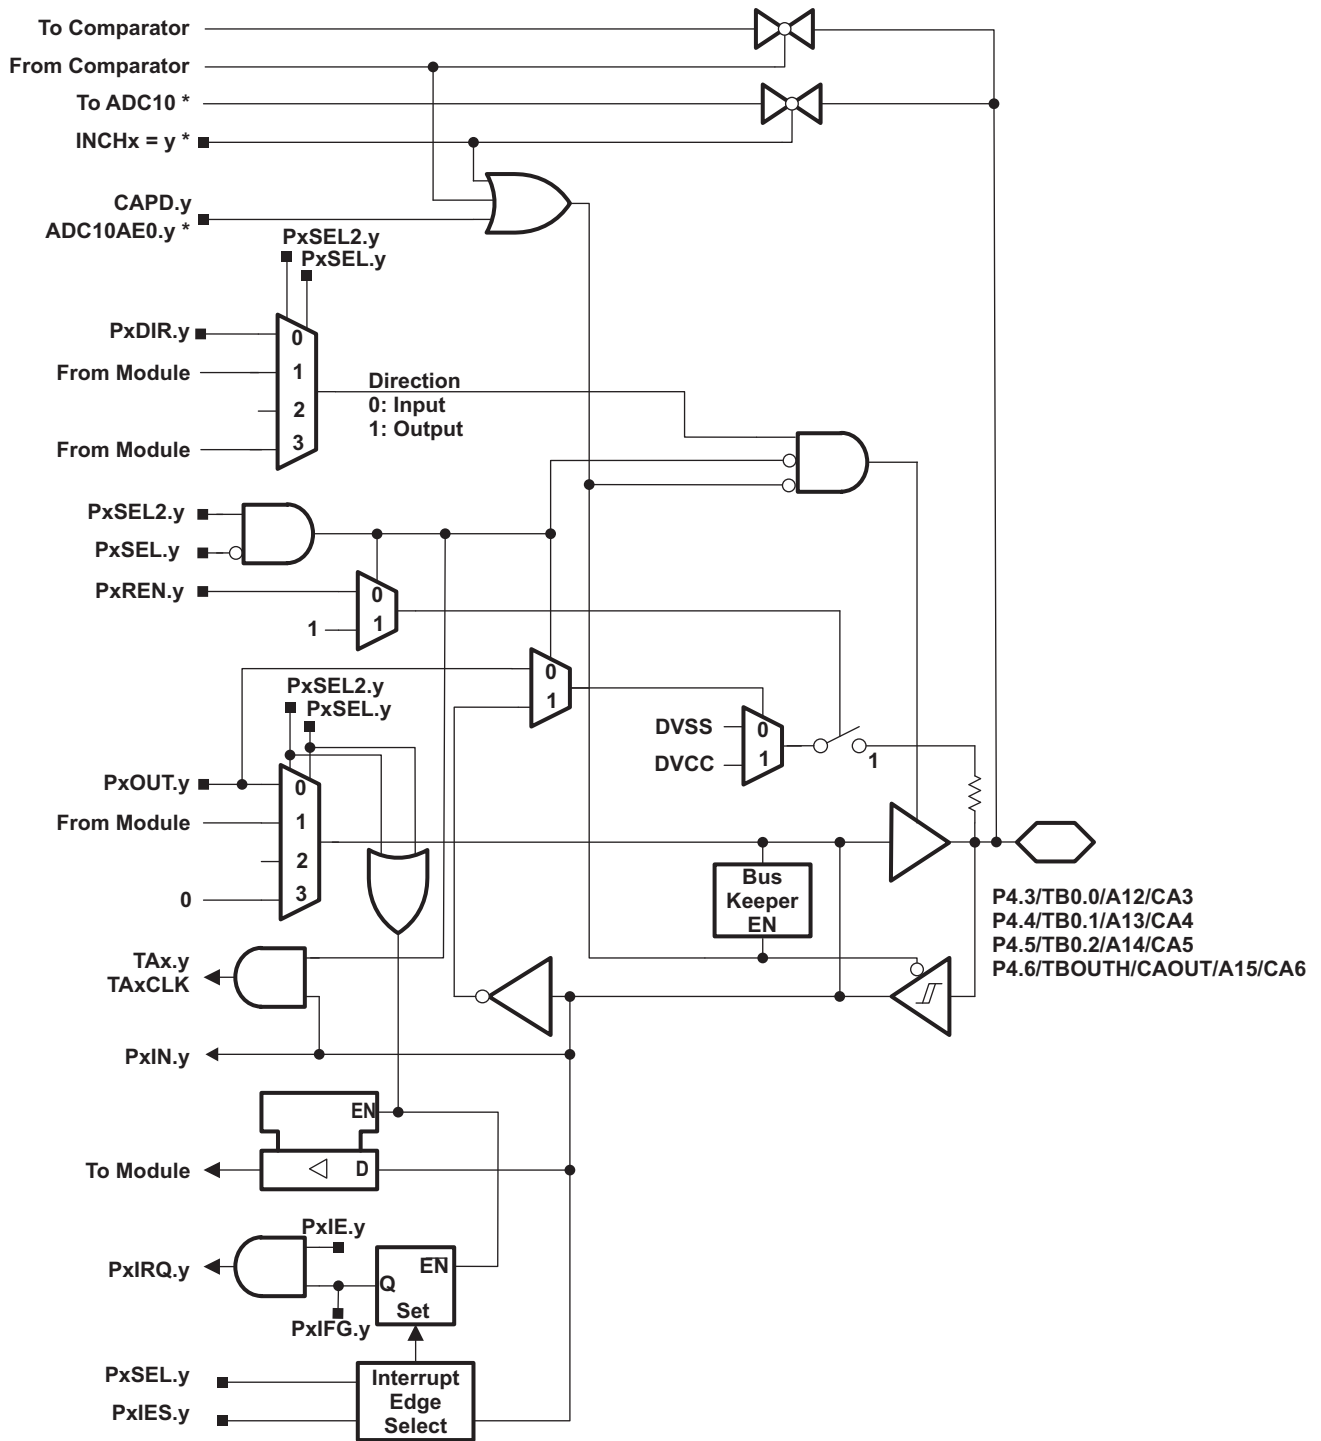 To Comparator
From Comparator
To ADC10 *
INCHx = y *
CAPD.y
ADC10AE0.y *
PxSEL2.y
PxSEL.y
PxDIR.y
0
From Module
1
2
From Module
3
Direction
0: Input
1: Output
PxSEL2.y
PxSEL.y
PxREN.y
0
1
1
0
1
PxSEL2.y
PxSEL.y
DVSS
0
DVCC
1
1
PxOUT.y
0
From Module
1
2
0
3
Bus
Keeper
EN
P4.3/TB0.0/A12/CA3
P4.4/TB0.1/A13/CA4
P4.5/TB0.2/A14/CA5
P4.6/TBOUTH/CAOUT/A15/CA6
TAx.y
TAxCLK
PxIN.y
EN
To Module
D
PxIE.y
PxIRQ.y
EN
Q
Set
PxIFG.y
PxSEL.y
PxIES.y
Interrupt
Edge
Select